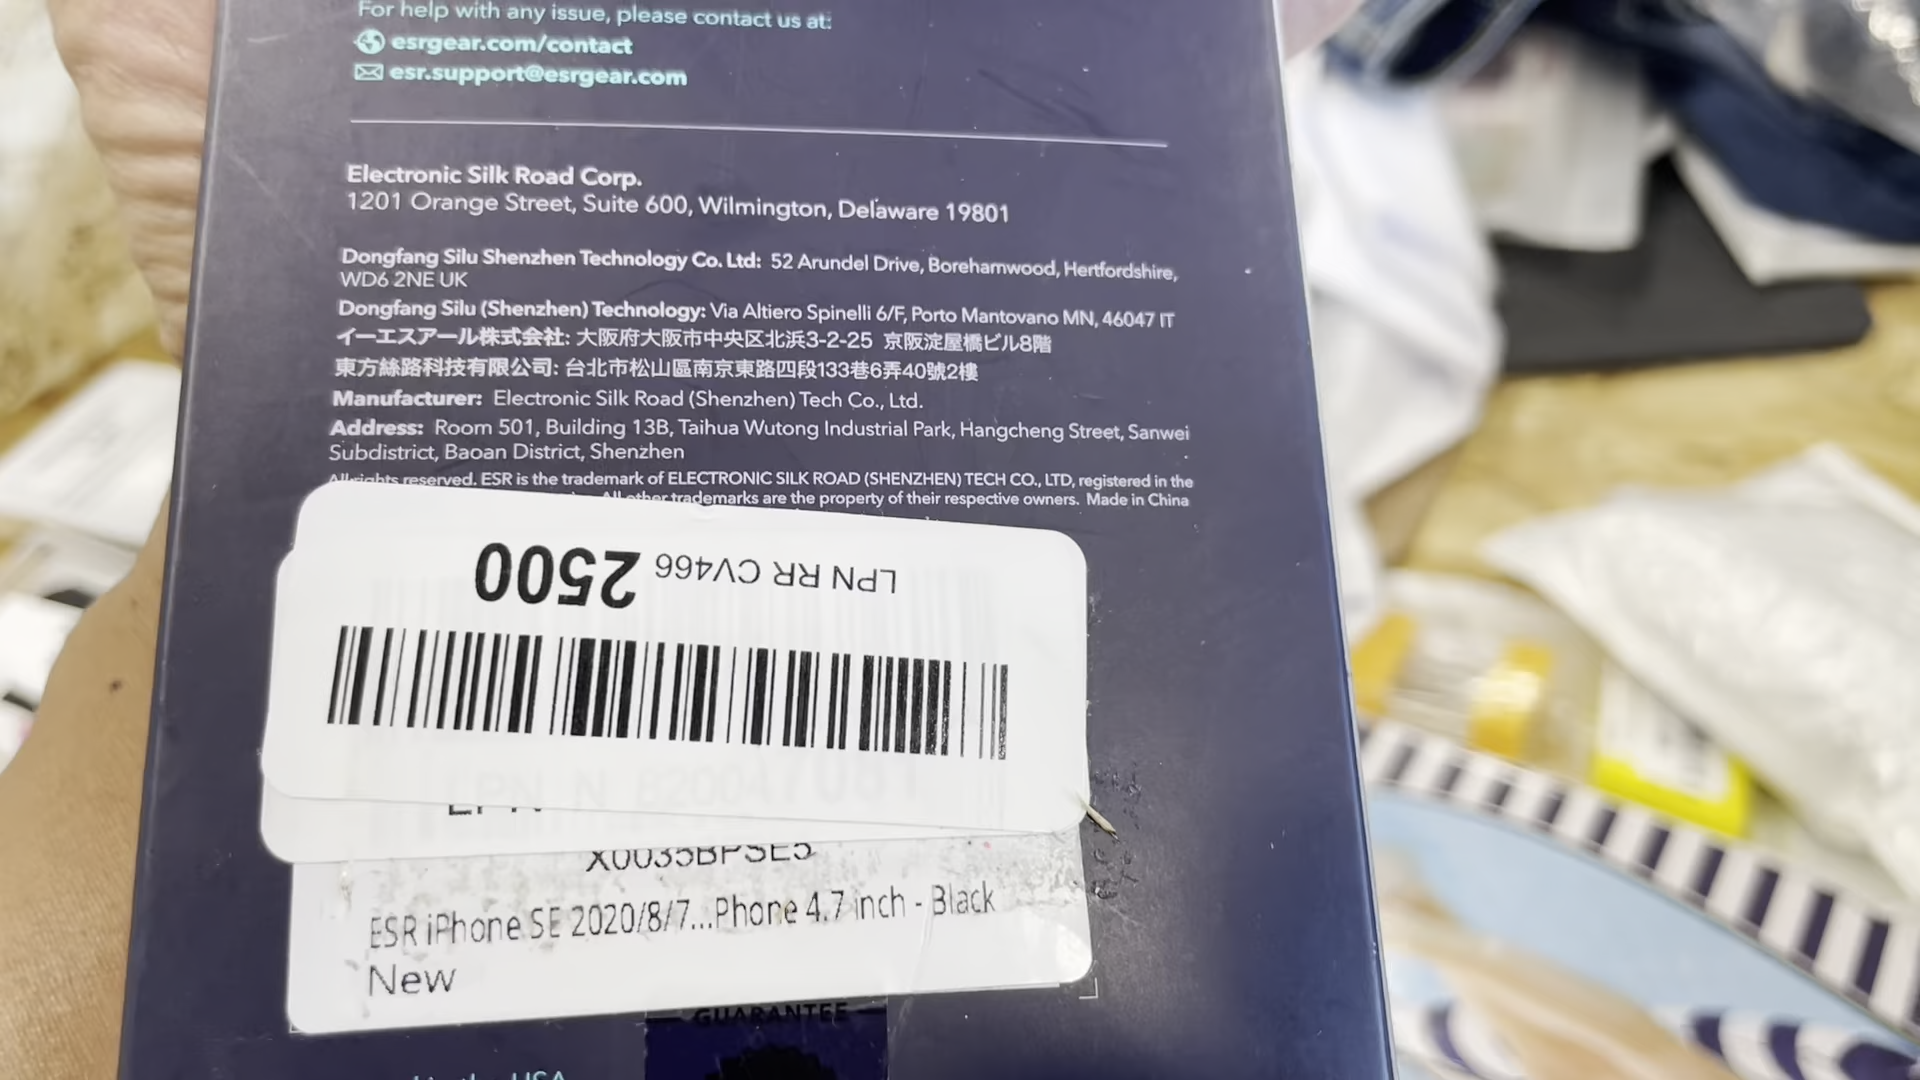 For help with any issue, please contact us at:
esrgear.com/contact
esr.support@esrgear.com
Electronic Silk Road Corp.
1201 Orange Street, Suite 600, Wilmington, Delaware 19801
Dongfang Silu Shenzhen Technology Co. Ltd: 52 Arundel Drive, Borehamwood, Hertfordshire,
WD6 2NE UK
Dongfang Silu (Shenzhen) Technology: Via Altiero Spinelli 6/F, Porto Mantovano MN, 46047 IT
イーエスアール株式会社: 大阪府大阪市中央区北浜3-2-25 京阪淀屋橋ビル8階
東方絲路科技有限公司: 台北市松山區南京東路四段133巷6弄40號2樓
Manufacturer: Electronic Silk Road (Shenzhen) Tech Co., Ltd.
Address: Room 501, Building 13B, Taihua Wutong Industrial Park, Hangcheng Street, Sanwei
Subdistrict, Baoan District, Shenzhen
All rights reserved. ESR is the trademark of ELECTRONIC SILK ROAD (SHENZHEN) TECH CO., LTD, registered in the
All other trademarks are the property of their respective owners. Made in China
LPN RR CV466 2500
X0035BPSE5
ESR iPhone SE 2020/8/7...Phone 4.7 inch - Black
New
GUARANTEE
USA